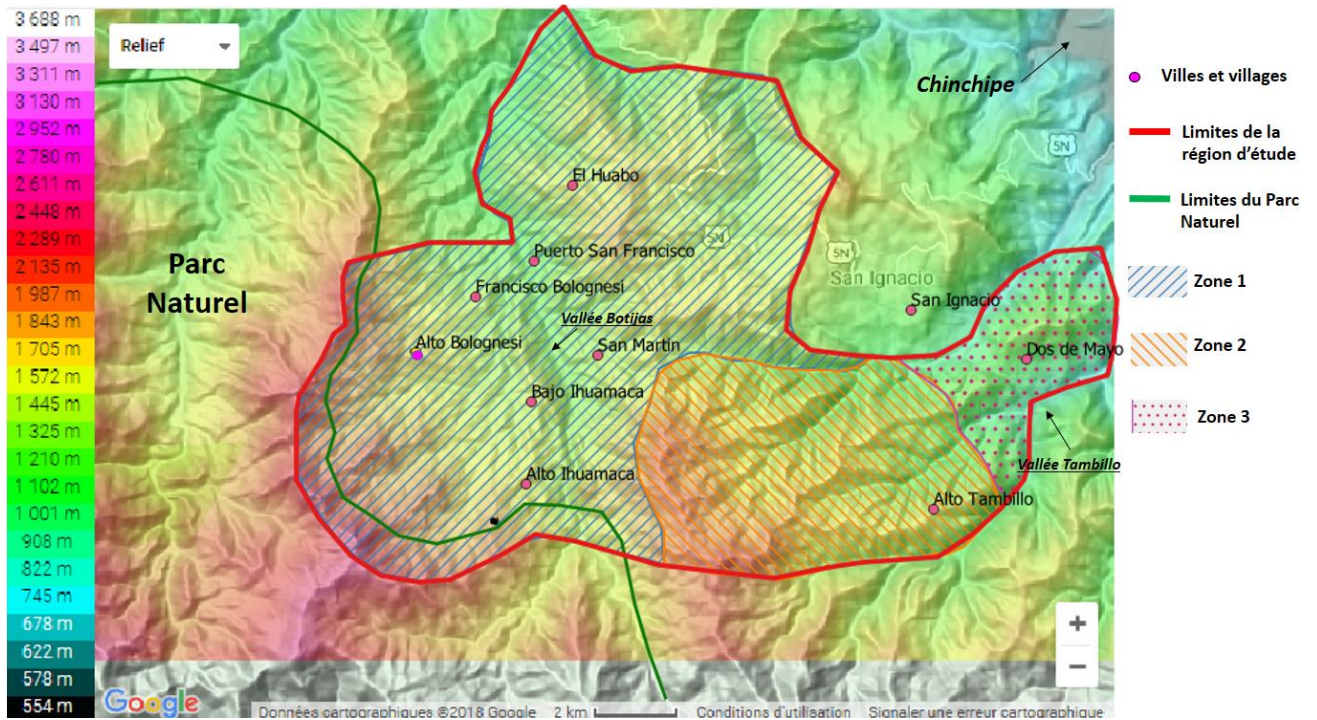 3 688 m
3 497 m
3 311 m
3 130 m
2 952 m
2 780 m
2 611 m
2 448 m
2 289 m
2 135 m
1 987 m
1 843 m
1 705 m
1 572 m
1 445 m
1 325 m
1 210 m
1 102 m
1 001 m
908 m
822 m
745 m
678 m
622 m
578 m
554 m
Relief
Chinchipe
5N
El Huabo
Parc
Naturel
Puerto San Francisco
5N
5N
San Ignacio
Francisco Bolognesi
San Ignacio
Vallée Botijas
Alto Bolognesi
San Martin
Dos de Mayo
Bajo Ihuamaca
Alto Ihuamaca
Vallée Tambillo
Alto Tambillo
+
−
Google
Données cartographiques ©2018 Google
2 km
Conditions d'utilisation
Signaler une erreur cartographique
Villes et villages
Limites de la
région d'étude
Limites du Parc
Naturel
Zone 1
Zone 2
Zone 3